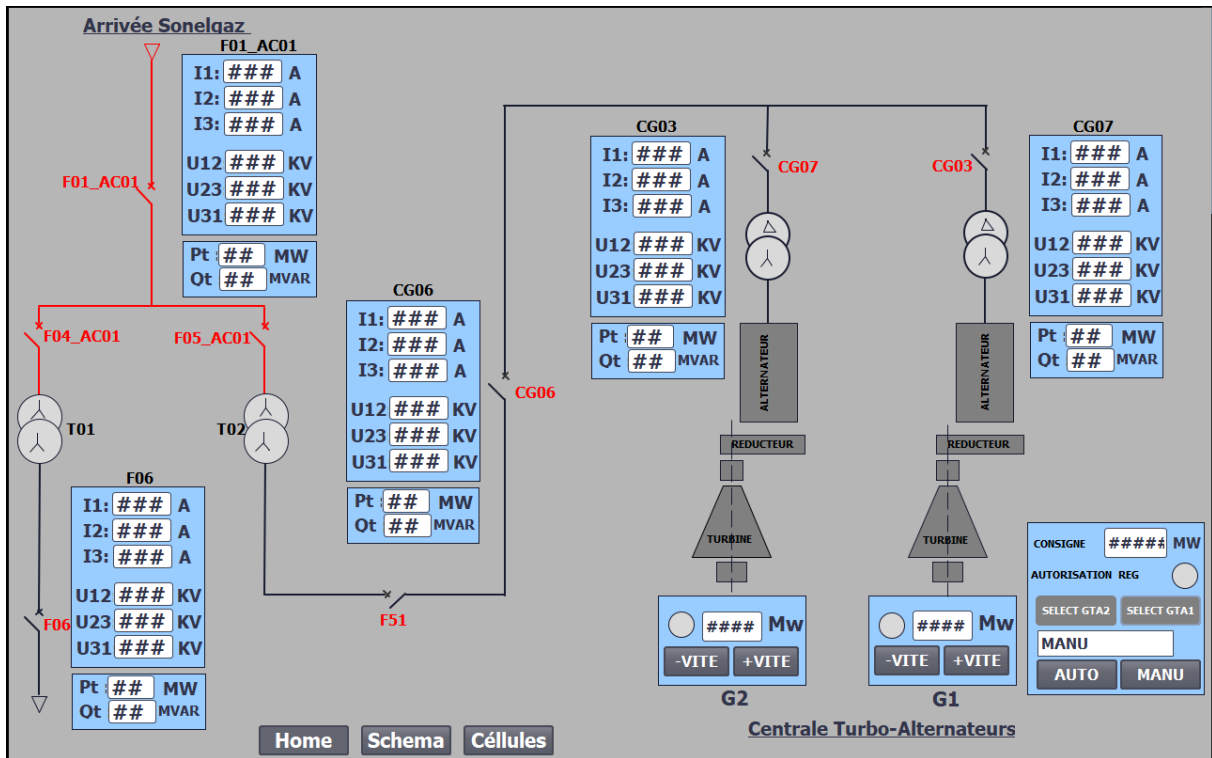 Arrivée Sonelgaz
F01_AC01
I1: ### A
I2: ### A
I3: ### A
U12 ### KV
U23 ### KV
U31 ### KV
Pt : ## MW
Qt ## MVAR
F01_AC01
F04_AC01
F05_AC01
T01
T02
F06
I1: ### A
I2: ### A
I3: ### A
U12 ### KV
U23 ### KV
U31 ### KV
Pt : ## MW
Qt ## MVAR
F06
CG06
I1: ### A
I2: ### A
I3: ### A
U12 ### KV
U23 ### KV
U31 ### KV
Pt : ## MW
Qt ## MVAR
CG06
F51
CG03
I1: ### A
I2: ### A
I3: ### A
U12 ### KV
U23 ### KV
U31 ### KV
Pt : ## MW
Qt ## MVAR
CG07
ALTERNATEUR
REDUCTEUR
TURBINE
#### Mw
-VITE +VITE
G2
CG03
ALTERNATEUR
REDUCTEUR
TURBINE
#### Mw
-VITE +VITE
G1
CG07
I1: ### A
I2: ### A
I3: ### A
U12 ### KV
U23 ### KV
U31 ### KV
Pt : ## MW
Qt ## MVAR
CONSIGNE ##### MW
AUTORISATION REG
SELECT GTA2 SELECT GTA1
MANU
AUTO MANU
Centrale Turbo-Alternateurs
Home Schema Céllules